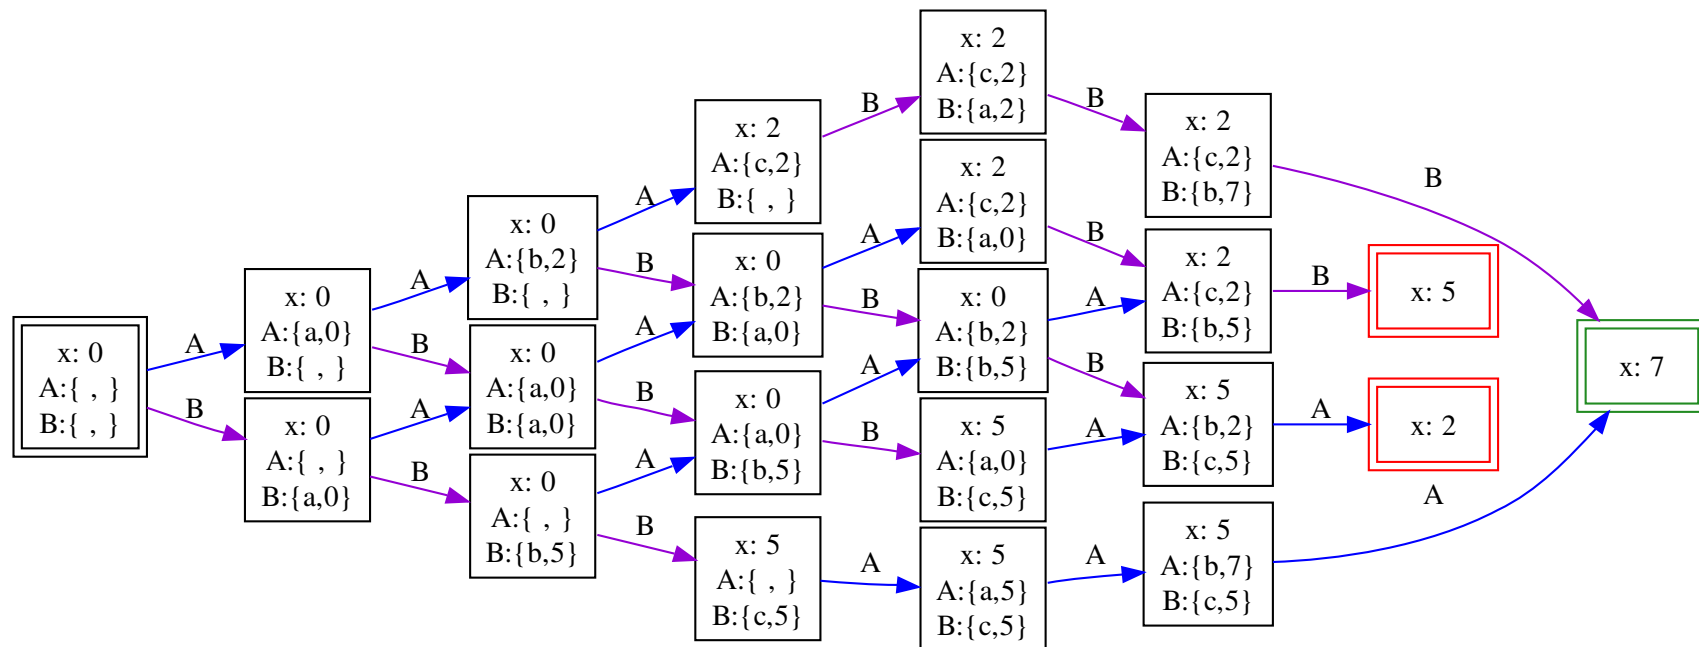 x: 0
A:{ , }
B:{ , }
A
B
x: 0
A:{a,0}
B:{ , }
x: 0
A:{ , }
B:{a,0}
A
B
A
B
x: 0
A:{b,2}
B:{ , }
x: 0
A:{a,0}
B:{a,0}
x: 0
A:{ , }
B:{b,5}
A
B
A
B
A
B
x: 2
A:{c,2}
B:{ , }
x: 0
A:{b,2}
B:{a,0}
x: 0
A:{a,0}
B:{b,5}
x: 5
A:{ , }
B:{c,5}
B
A
B
A
B
A
x: 2
A:{c,2}
B:{a,2}
x: 2
A:{c,2}
B:{a,0}
x: 0
A:{b,2}
B:{b,5}
x: 5
A:{a,0}
B:{c,5}
x: 5
A:{a,5}
B:{c,5}
B
B
A
B
A
A
x: 2
A:{c,2}
B:{b,7}
x: 2
A:{c,2}
B:{b,5}
x: 5
A:{b,2}
B:{c,5}
x: 5
A:{b,7}
B:{c,5}
B
B
A
A
x: 5
x: 2
x: 7